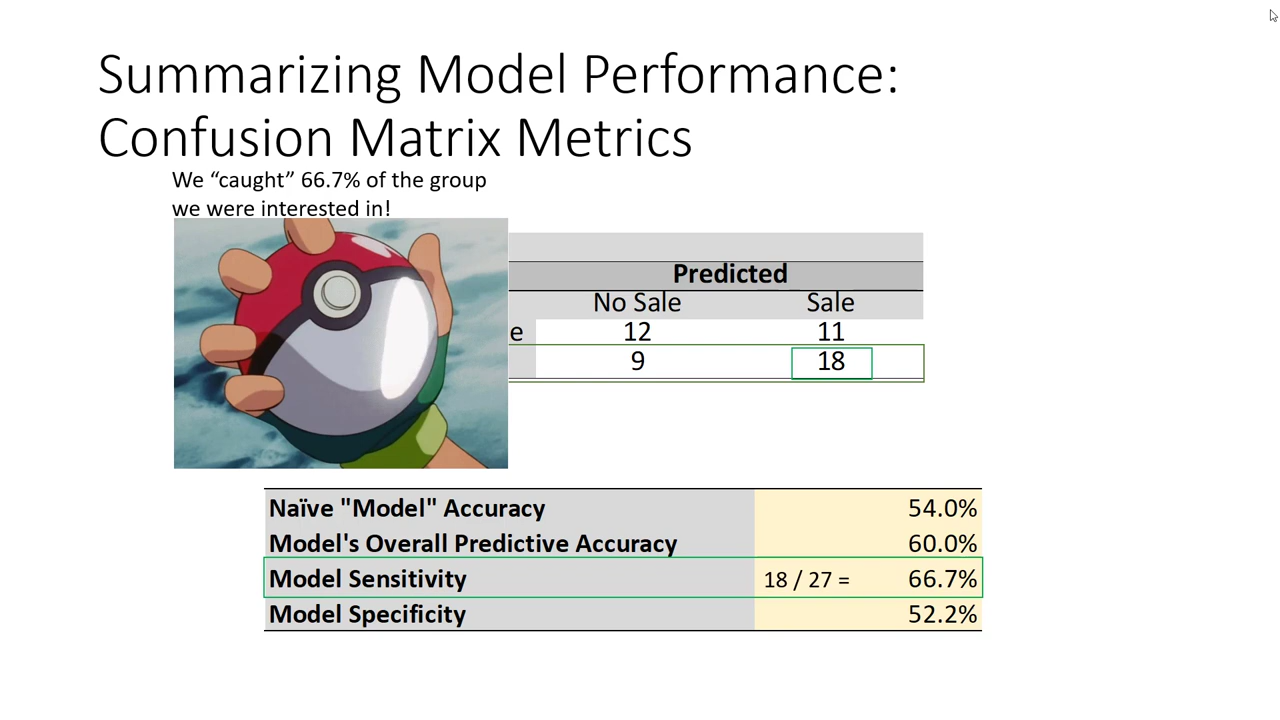 Summarizing Model Performance:
Confusion Matrix Metrics
We “caught” 66.7% of the group
we were interested in!
Predicted
No Sale Sale
e 12 11
9 18
Naïve "Model" Accuracy 54.0%
Model's Overall Predictive Accuracy 60.0%
Model Sensitivity 18 / 27 = 66.7%
Model Specificity 52.2%